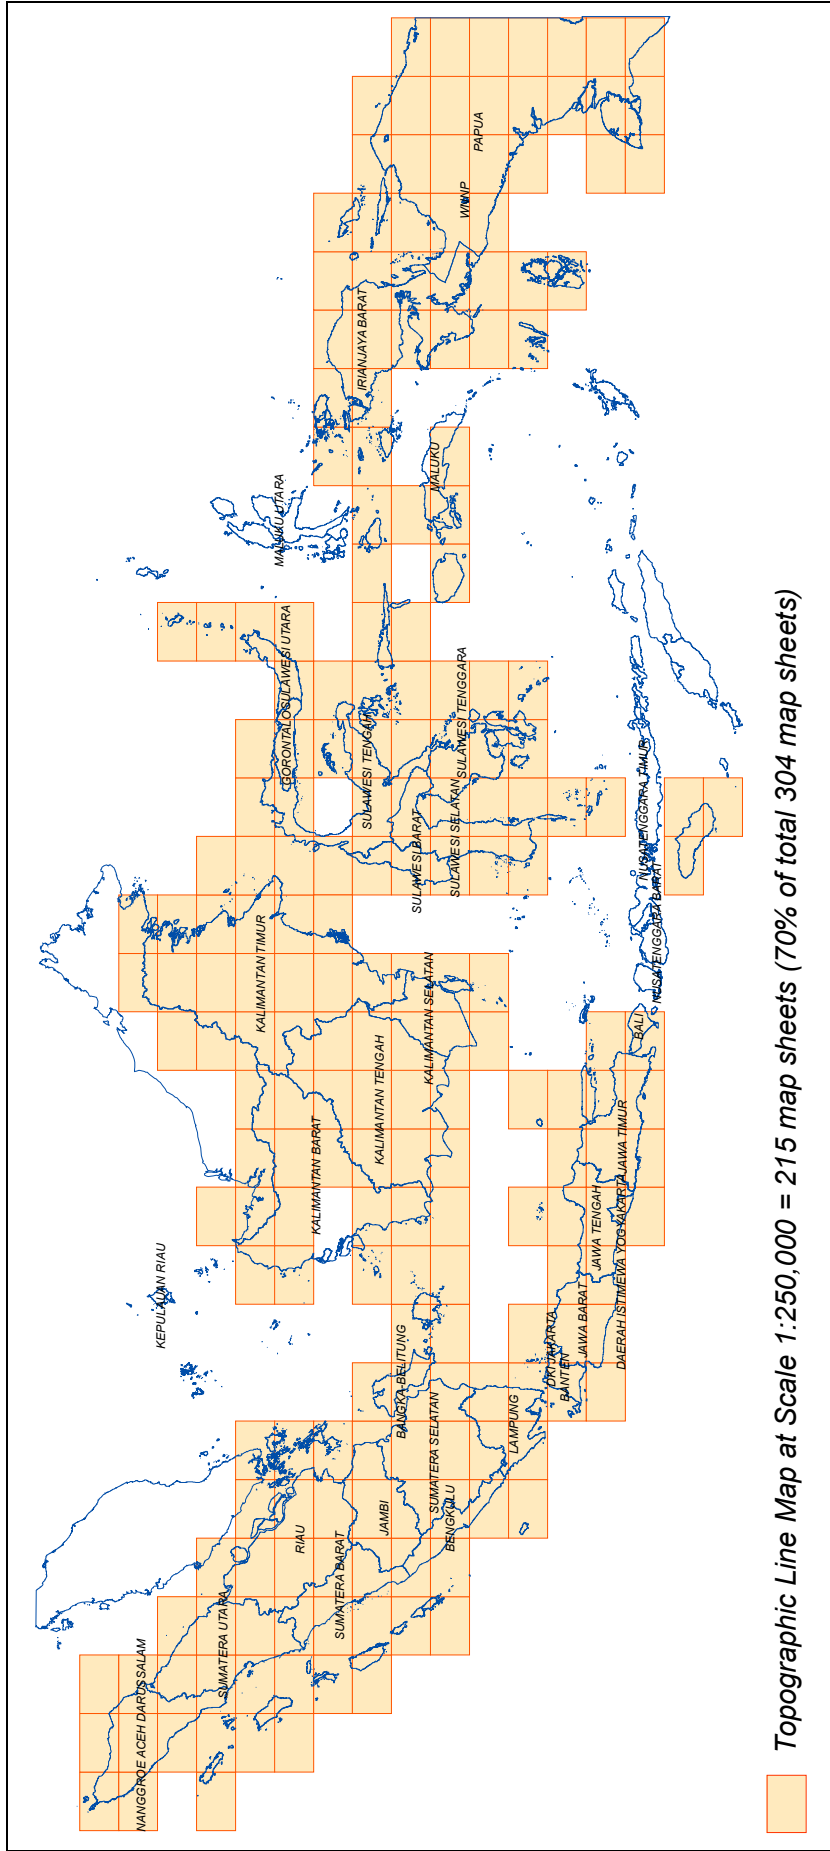 NANGGROE ACEH DARUSSALAM
SUMATERA UTARA
RIAU
SUMATERA BARAT
JAMBI
BENGKULU
SUMATERA SELATAN
LAMPUNG
BANGKA-BELITUNG
KEPULAUAN RIAU
DKI JAKARTA
BANTEN
JAWA BARAT
JAWA TENGAH
DAERAH ISTIMEWA YOGYAKARTA
JAWA TIMUR
BALI
KALIMANTAN BARAT
KALIMANTAN TENGAH
KALIMANTAN SELATAN
KALIMANTAN TIMUR
NUSATENGGARA BARAT
NUSATENGGARA TIMUR
SULAWESI BARAT
SULAWESI SELATAN
SULAWESI TENGAH
SULAWESI TENGGARA
GORONTALO
SULAWESI UTARA
MALUKU UTARA
MALUKU
IRIANJAYA BARAT
PAPUA
Topographic Line Map at Scale 1:250,000 = 215 map sheets (70% of total 304 map sheets)